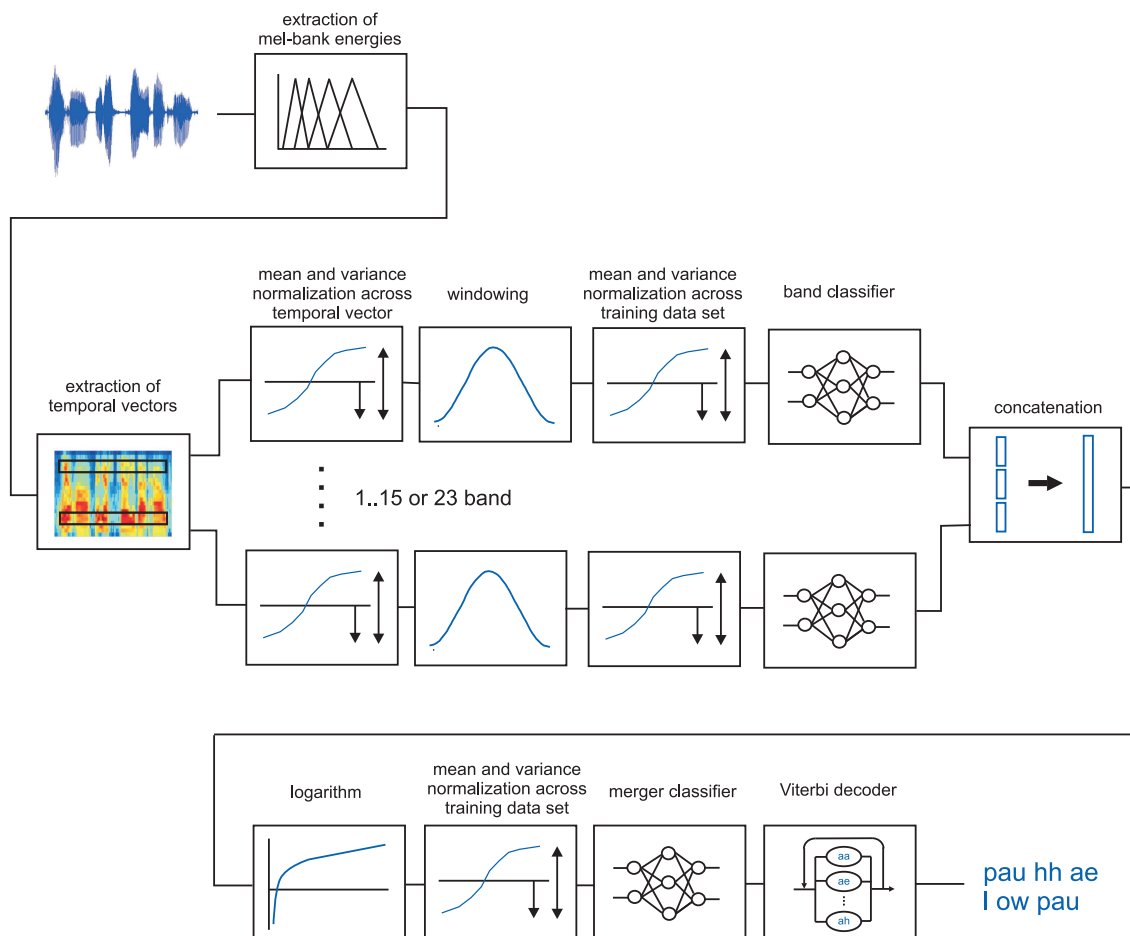 extraction of
mel-bank energies
mean and variance
normalization across
temporal vector
windowing
mean and variance
normalization across
training data set
band classifier
extraction of
temporal vectors
concatenation
1..15 or 23 band
logarithm
mean and variance
normalization across
training data set
merger classifier
Viterbi decoder
aa
ae
ah
pau hh ae
l ow pau